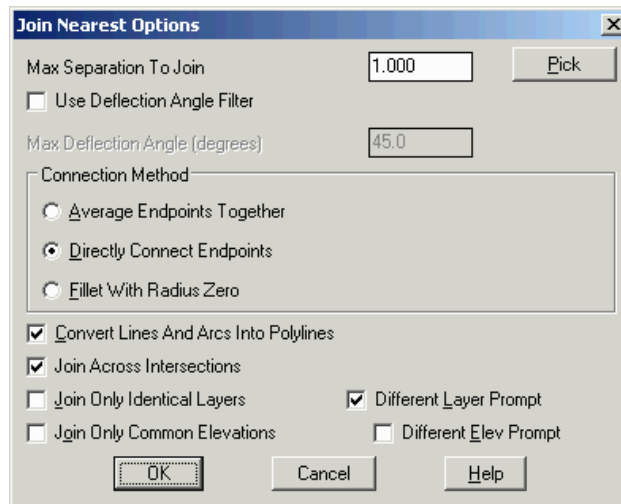 Join Nearest Options
Max Separation To Join 1.000 Pick
Use Deflection Angle Filter
Max Deflection Angle (degrees) 45.0
Connection Method
Average Endpoints Together
Directly Connect Endpoints
Fillet With Radius Zero
Convert Lines And Arcs Into Polylines
Join Across Intersections
Join Only Identical Layers Different Layer Prompt
Join Only Common Elevations Different Elev Prompt
OK Cancel Help